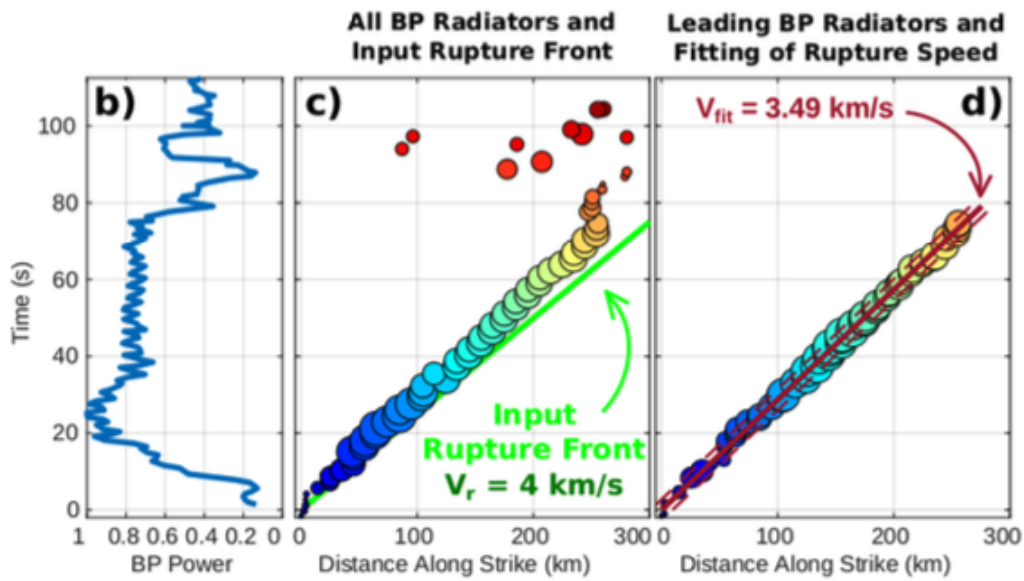 All BP Radiators and
Input Rupture Front
Leading BP Radiators and
Fitting of Rupture Speed
b)
c)
d)
V_fit = 3.49 km/s
Input
Rupture Front
V_r = 4 km/s
Time (s)
100
80
60
40
20
0
1 0.8 0.6 0.4 0.2 0
BP Power
0 100 200 300
Distance Along Strike (km)
0 100 200 300
Distance Along Strike (km)